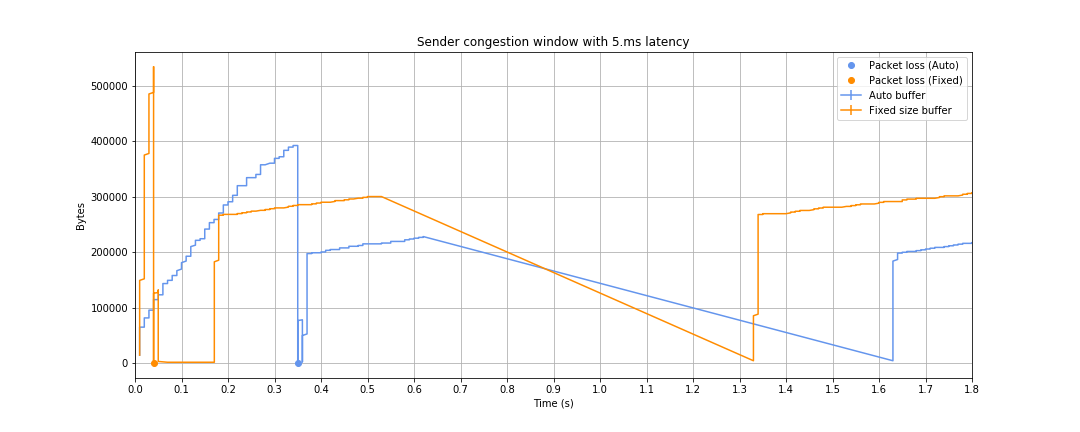 Sender congestion window with 5.ms latency
Packet loss (Auto)
Packet loss (Fixed)
Auto buffer
Fixed size buffer
500000
400000
300000
200000
100000
0
Bytes
0.0 0.1 0.2 0.3 0.4 0.5 0.6 0.7 0.8 0.9 1.0 1.1 1.2 1.3 1.4 1.5 1.6 1.7 1.8
Time (s)